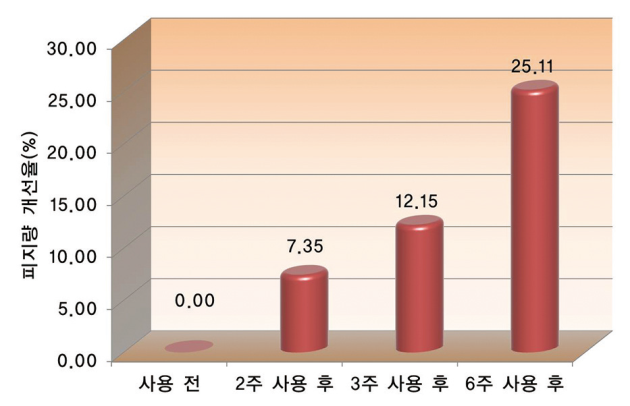 피지량 개선율(%)
30.00
25.00
20.00
15.00
10.00
5.00
0.00
0.00
7.35
12.15
25.11
사용 전
2주 사용 후
3주 사용 후
6주 사용 후